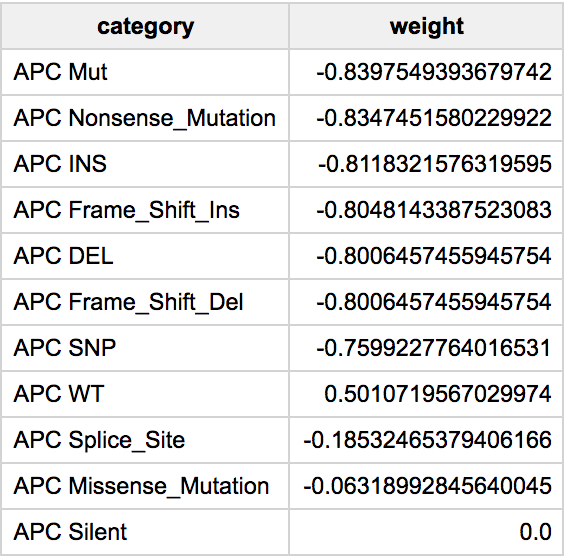 category weight
APC Mut -0.8397549393679742
APC Nonsense_Mutation -0.8347451580229922
APC INS -0.8118321576319595
APC Frame_Shift_Ins -0.8048143387523083
APC DEL -0.8006457455945754
APC Frame_Shift_Del -0.8006457455945754
APC SNP -0.7599227764016531
APC WT 0.5010719567029974
APC Splice_Site -0.18532465379406166
APC Missense_Mutation -0.06318992845640045
APC Silent 0.0